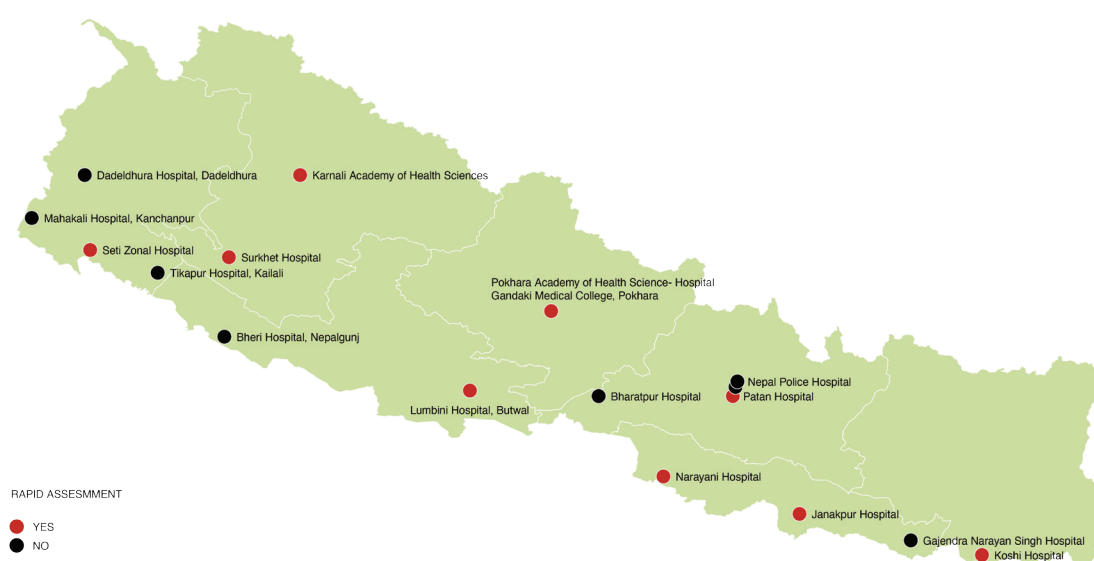 Dadeldhura Hospital, Dadeldhura
Karnali Academy of Health Sciences
Mahakali Hospital, Kanchanpur
Seti Zonal Hospital
Surkhet Hospital
Tikapur Hospital, Kailali
Pokhara Academy of Health Science- Hospital
Gandaki Medical College, Pokhara
Bheri Hospital, Nepalgunj
Nepal Police Hospital
Bharatpur Hospital
Patan Hospital
Lumbini Hospital, Butwal
Narayani Hospital
Janakpur Hospital
Gajendra Narayan Singh Hospital
Koshi Hospital
RAPID ASSESMMENT
YES
NO